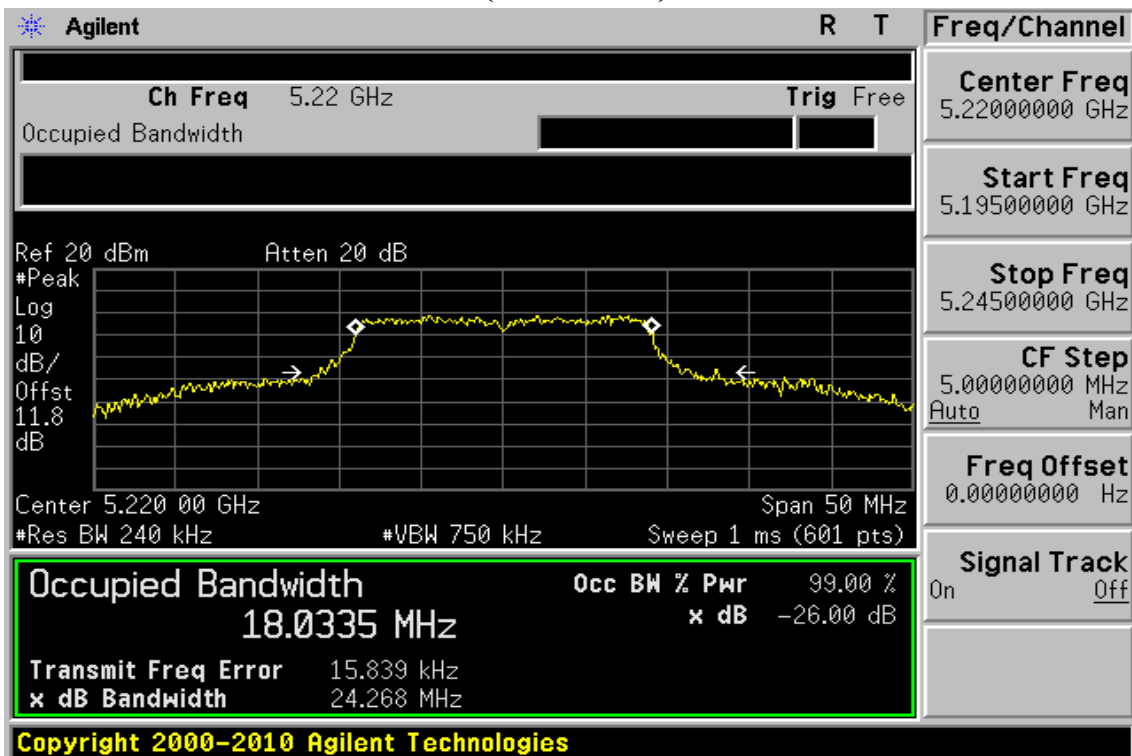 Agilent R T Freq/Channel
Ch Freq 5.22 GHz Trig Free
Occupied Bandwidth
Center Freq
5.22000000 GHz
Start Freq
5.19500000 GHz
Stop Freq
5.24500000 GHz
CF Step
5.00000000 MHz
Auto Man
Freq Offset
0.00000000 Hz
Signal Track
On Off
Ref 20 dBm Atten 20 dB
#Peak
Log
10
dB/
Offst
11.8
dB
Center 5.220 00 GHz Span 50 MHz
#Res BW 240 kHz #VBW 750 kHz Sweep 1 ms (601 pts)
Occupied Bandwidth Occ BW % Pwr 99.00 %
18.0335 MHz x dB -26.00 dB
Transmit Freq Error 15.839 kHz
x dB Bandwidth 24.268 MHz
Copyright 2000-2010 Agilent Technologies